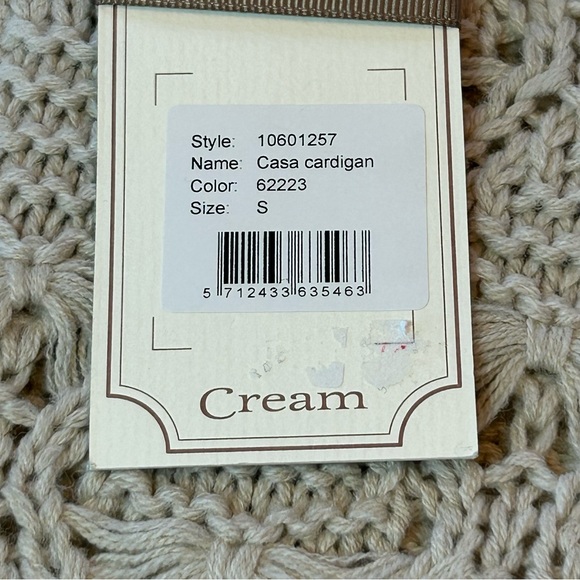 Style: 10601257
Name: Casa cardigan
Color: 62223
Size: S
5 712433 635463
Cream